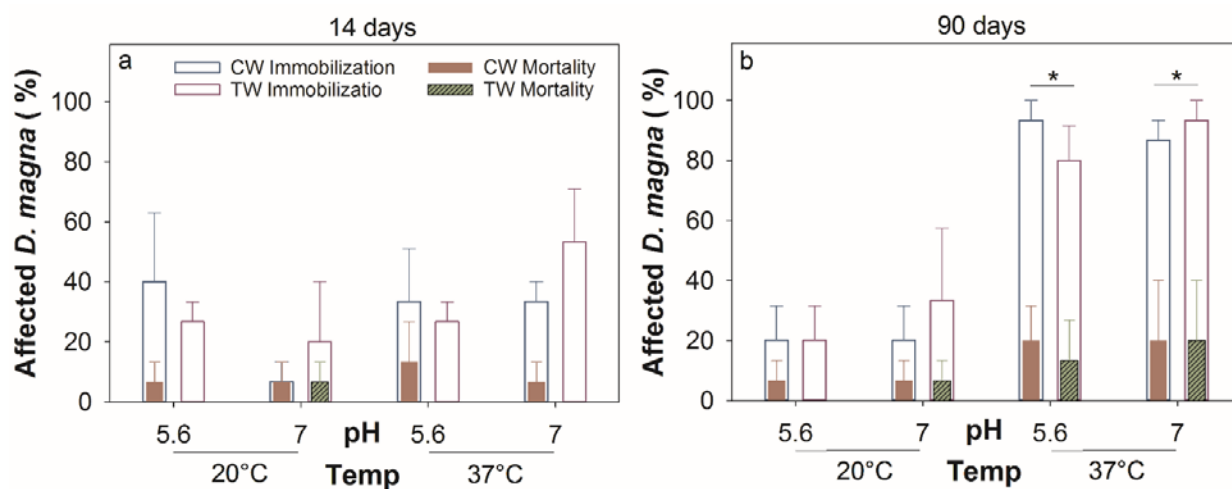 14 days
a
CW Immobilization
CW Mortality
TW Immobilizatio
TW Mortality
Affected D. magna ( %)
100
80
60
40
20
0
5.6
7
pH
5.6
7
20°C
Temp
37°C
90 days
b
*
*
Affected D. magna ( %)
100
80
60
40
20
0
5.6
7
pH
5.6
7
20°C
Temp
37°C